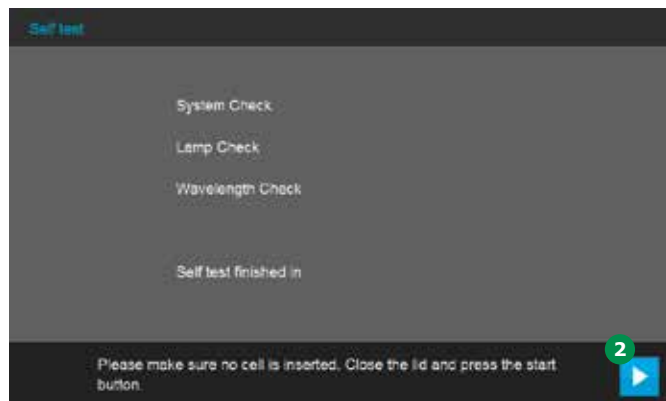 Self test
System Check
Lamp Check
Wavelength Check
Self test finished in
Please make sure no cell is inserted. Close the lid and press the start
button.
2